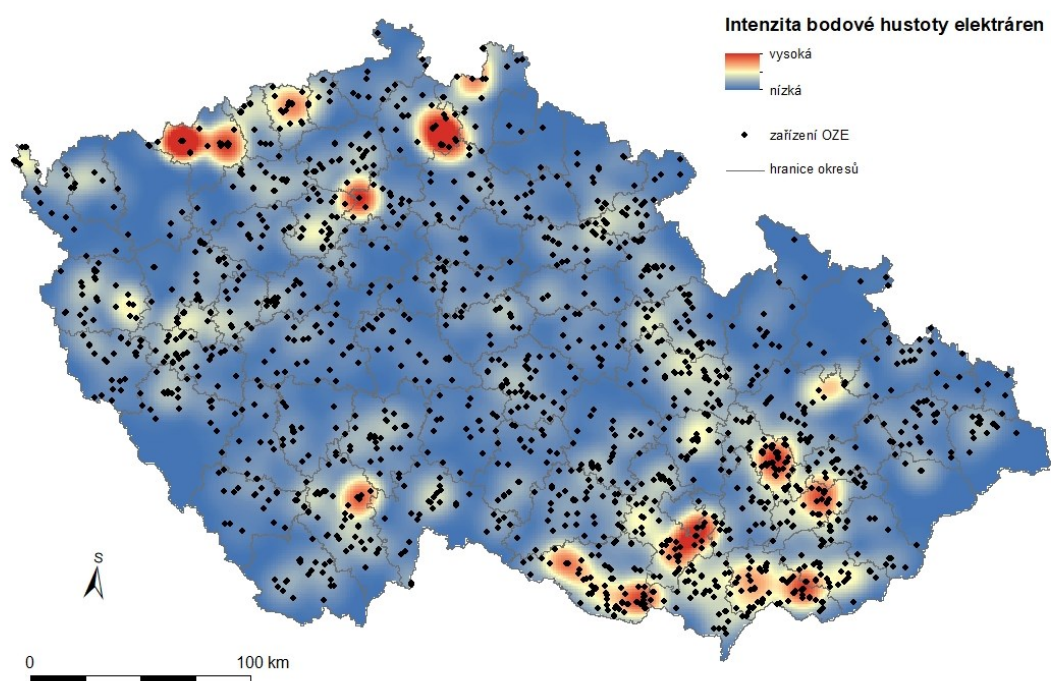 Intenzita bodové hustoty elektráren
vysoká
nízká
zařízení OZE
hranice okresů
S
0 100 km